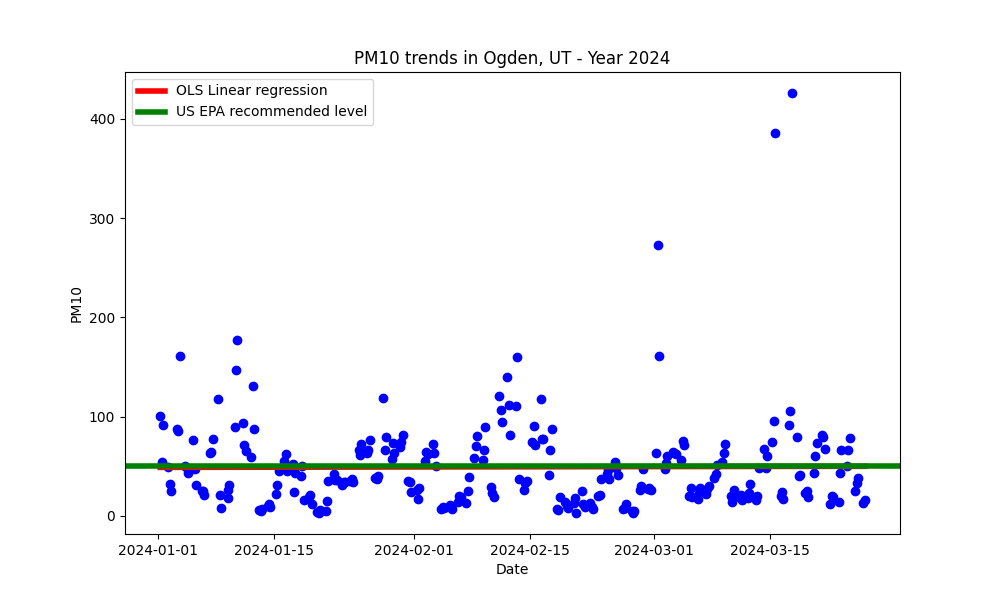 PM10 trends in Ogden, UT - Year 2024
OLS Linear regression
US EPA recommended level
400
300
200
100
0
PM10
2024-01-01 2024-01-15 2024-02-01 2024-02-15 2024-03-01 2024-03-15
Date